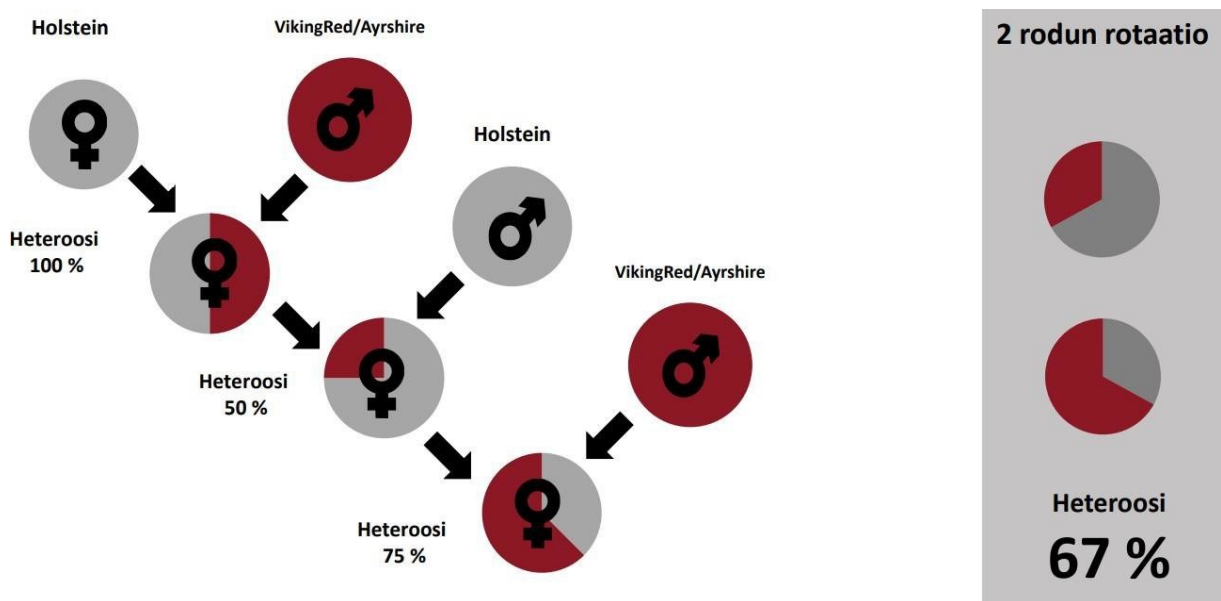 Holstein
VikingRed/Ayrshire
Holstein
VikingRed/Ayrshire
Heteroosi
100 %
Heteroosi
50 %
Heteroosi
75 %
2 rodun rotaatio
Heteroosi
67 %